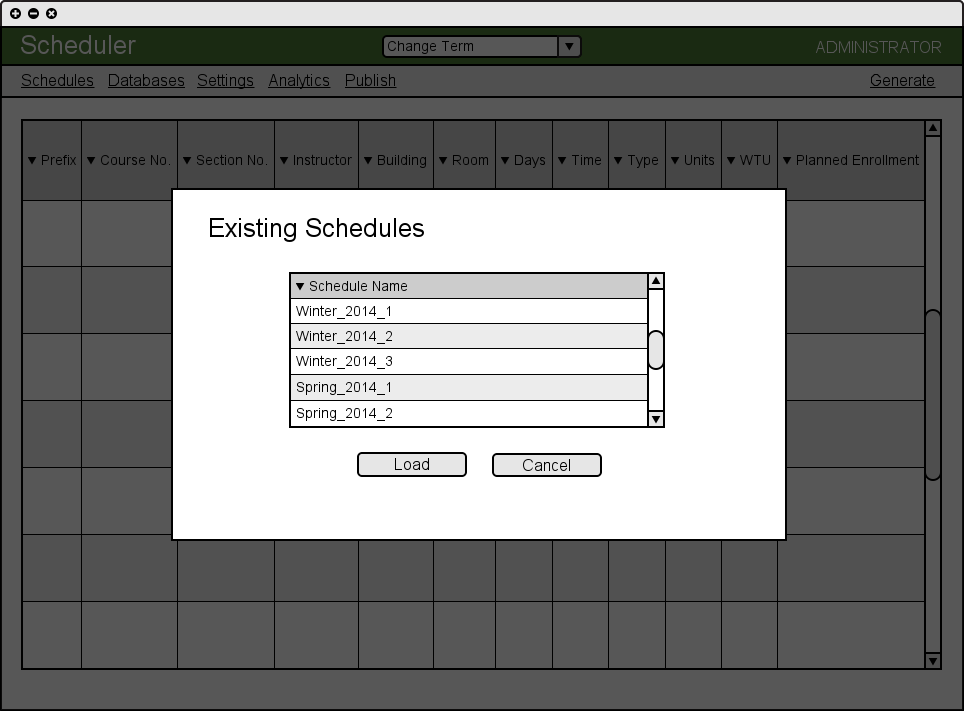 Scheduler Change Term ADMINISTRATOR
Schedules Databases Settings Analytics Publish Generate
Prefix Course No. Section No. Instructor Building Room Days Time Type Units WTU Planned Enrollment
Existing Schedules
Schedule Name
Winter_2014_1
Winter_2014_2
Winter_2014_3
Spring_2014_1
Spring_2014_2
Load Cancel